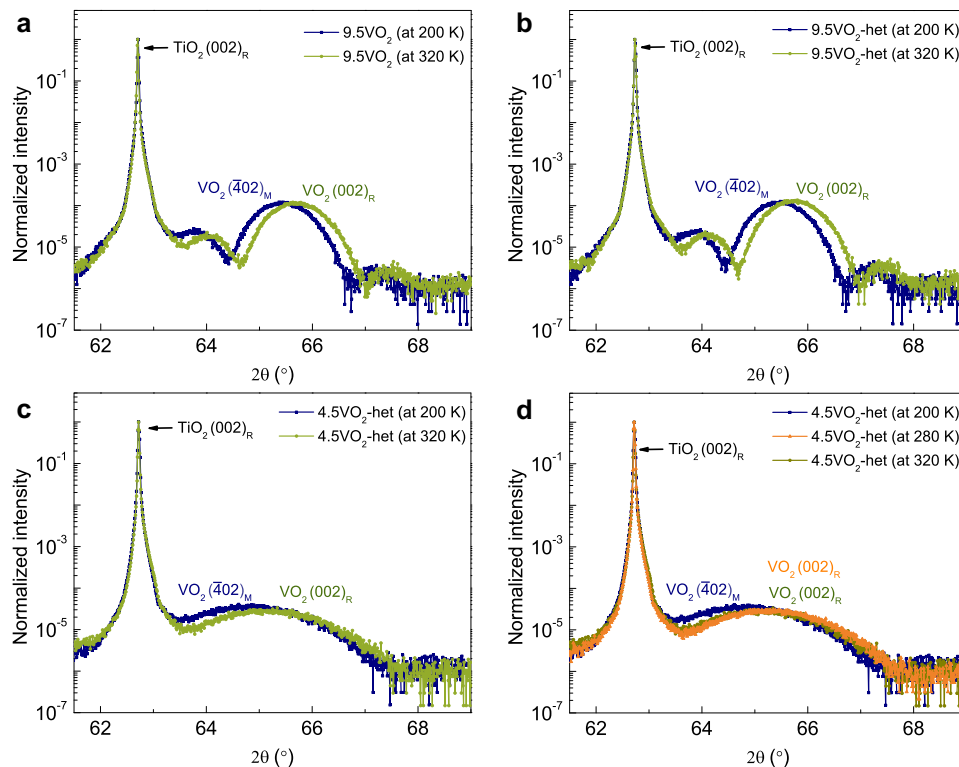 a
9.5VO₂ (at 200 K)
9.5VO₂ (at 320 K)
TiO₂ (002)R
VO₂ (4̄02)M
VO₂ (002)R
Normalized intensity
10⁻¹
10⁻³
10⁻⁵
10⁻⁷
62 64 66 68
2θ (°)
b
9.5VO₂-het (at 200 K)
9.5VO₂-het (at 320 K)
TiO₂ (002)R
VO₂ (4̄02)M
VO₂ (002)R
Normalized intensity
10⁻¹
10⁻³
10⁻⁵
10⁻⁷
62 64 66 68
2θ (°)
c
4.5VO₂-het (at 200 K)
4.5VO₂-het (at 320 K)
TiO₂ (002)R
VO₂ (4̄02)M
VO₂ (002)R
Normalized intensity
10⁻¹
10⁻³
10⁻⁵
10⁻⁷
62 64 66 68
2θ (°)
d
4.5VO₂-het (at 200 K)
4.5VO₂-het (at 280 K)
4.5VO₂-het (at 320 K)
TiO₂ (002)R
VO₂ (002)R
VO₂ (4̄02)M
VO₂ (002)R
Normalized intensity
10⁻¹
10⁻³
10⁻⁵
10⁻⁷
62 64 66 68
2θ (°)